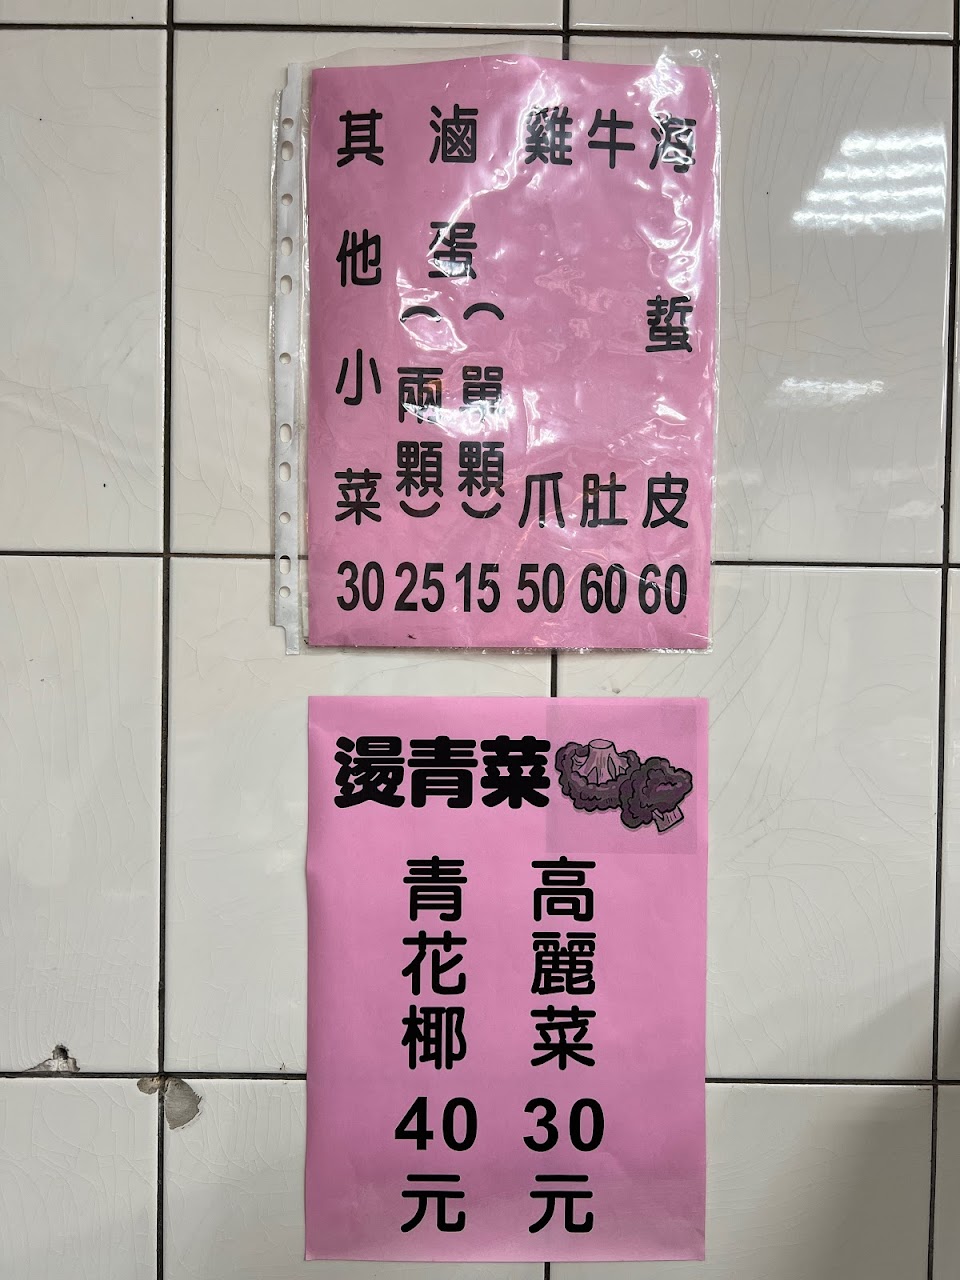 海蜇皮60
牛肚60
雞爪50
滷蛋
(單顆)15
(兩顆)25
其他小菜30
燙青菜
高麗菜30元
青花椰40元